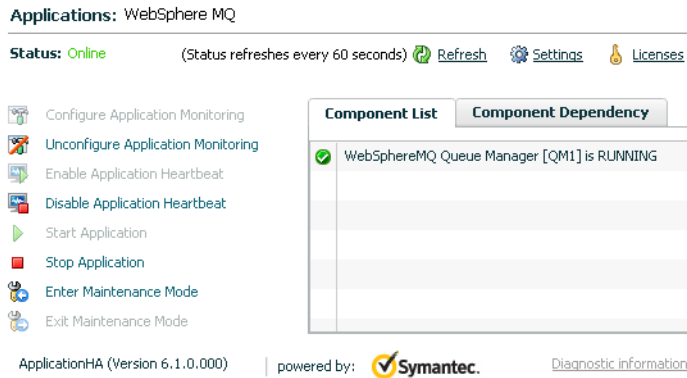 Applications: WebSphere MQ
Status: Online (Status refreshes every 60 seconds) Refresh Settings Licenses
Configure Application Monitoring
Unconfigure Application Monitoring
Enable Application Heartbeat
Disable Application Heartbeat
Start Application
Stop Application
Enter Maintenance Mode
Exit Maintenance Mode
Component List Component Dependency
WebSphereMQ Queue Manager [QM1] is RUNNING
ApplicationHA (Version 6.1.0.000) powered by: Symantec. Diagnostic information